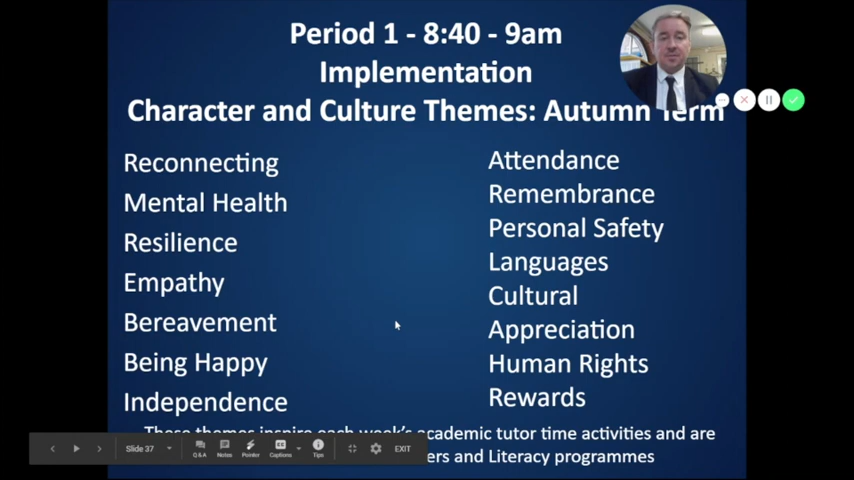 Period 1 - 8:40 - 9am
Implementation
Character and Culture Themes: Autumn Term
Reconnecting
Mental Health
Resilience
Empathy
Bereavement
Being Happy
Independence
Attendance
Remembrance
Personal Safety
Languages
Cultural
Appreciation
Human Rights
Rewards
These themes inspire each week's academic tutor time activities and are
and Literacy programmes
Slide 37
Q&A
Notes
Pointer
Captions
Tips
EXIT